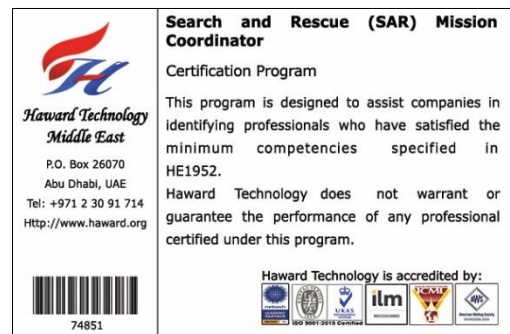 Haward Technology
Middle East
P.O. Box 26070
Abu Dhabi, UAE
Tel: +971 2 30 91 714
Http://www.haward.org
74851
Search and Rescue (SAR) Mission
Coordinator
Certification Program
This program is designed to assist companies in
identifying professionals who have satisfied the
minimum competencies specified in
HE1952.
Haward Technology does not warrant or
guarantee the performance of any professional
certified under this program.
Haward Technology is accredited by:
UKAS
ilm
AWS
ISO 9001:2015 Certified